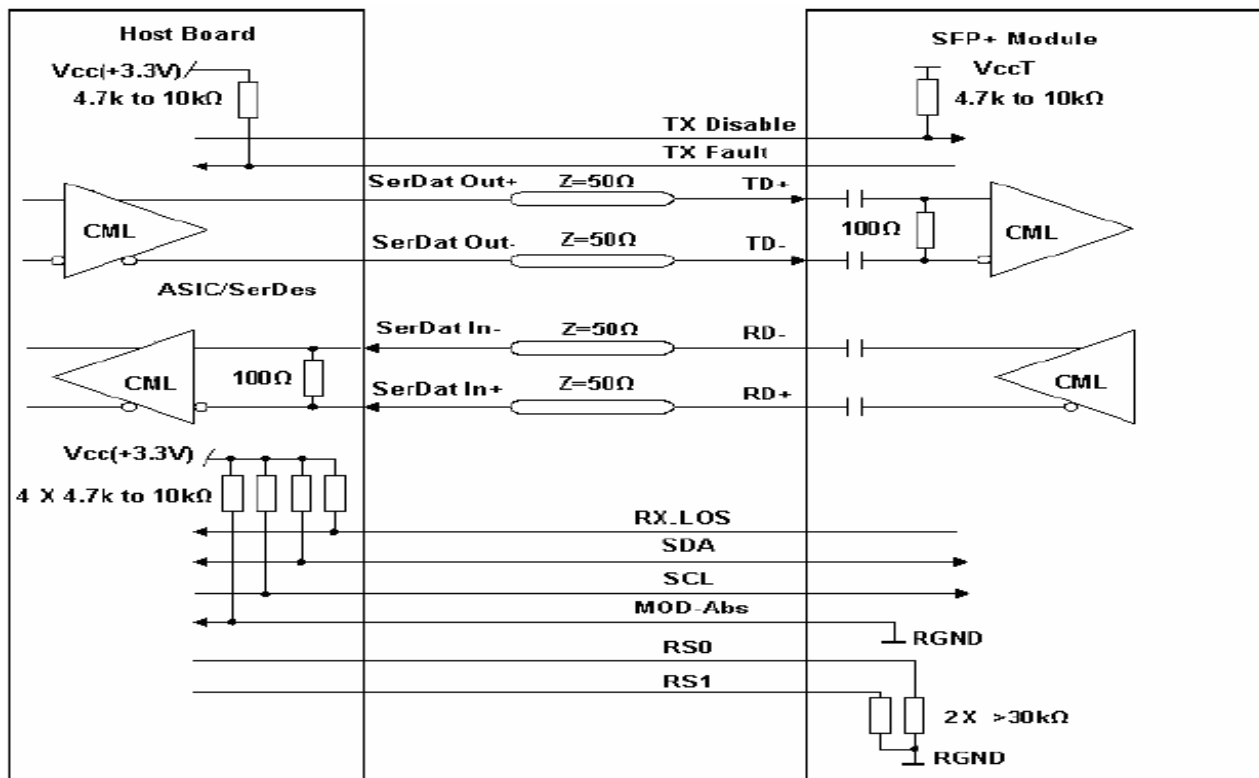 Host Board
SFP+ Module
Vcc(+3.3V)
4.7k to 10kΩ
VccT
4.7k to 10kΩ
TX Disable
TX Fault
SerDat Out+
Z=50Ω
TD+
CML
100Ω
CML
SerDat Out-
Z=50Ω
TD-
ASIC/SerDes
SerDat In-
Z=50Ω
RD-
CML
100Ω
CML
SerDat In+
Z=50Ω
RD+
Vcc(+3.3V)
4 X 4.7k to 10kΩ
RX_LOS
SDA
SCL
MOD-Abs
RGND
RS0
RS1
2X >30kΩ
RGND